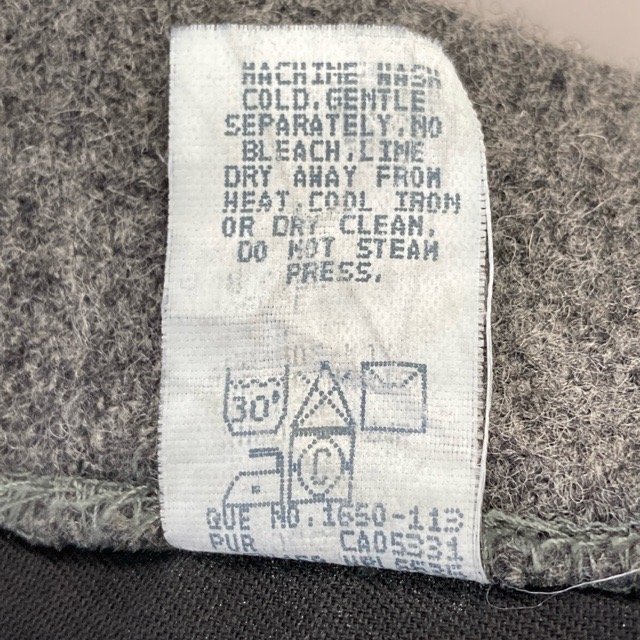 MACHINE WASH
COLD, GENTLE
SEPARATELY, NO
BLEACH, LINE
DRY AWAY FROM
HEAT COOL IRON
OR DRY CLEAN,
DO NOT STEAM
PRESS.
30°
GUE NO. 1650-113
PUR CA05331